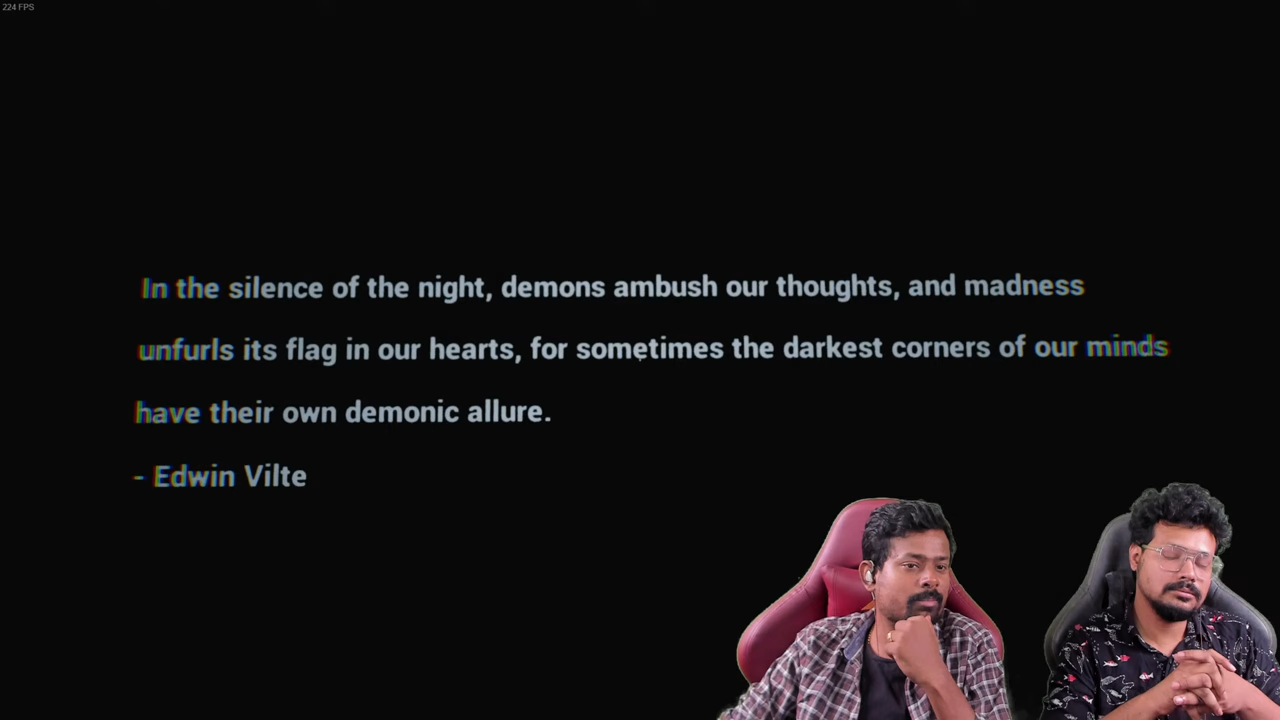 224 FPS
In the silence of the night, demons ambush our thoughts, and madness
unfurls its flag in our hearts, for sometimes the darkest corners of our minds
have their own demonic allure.
- Edwin Vilte